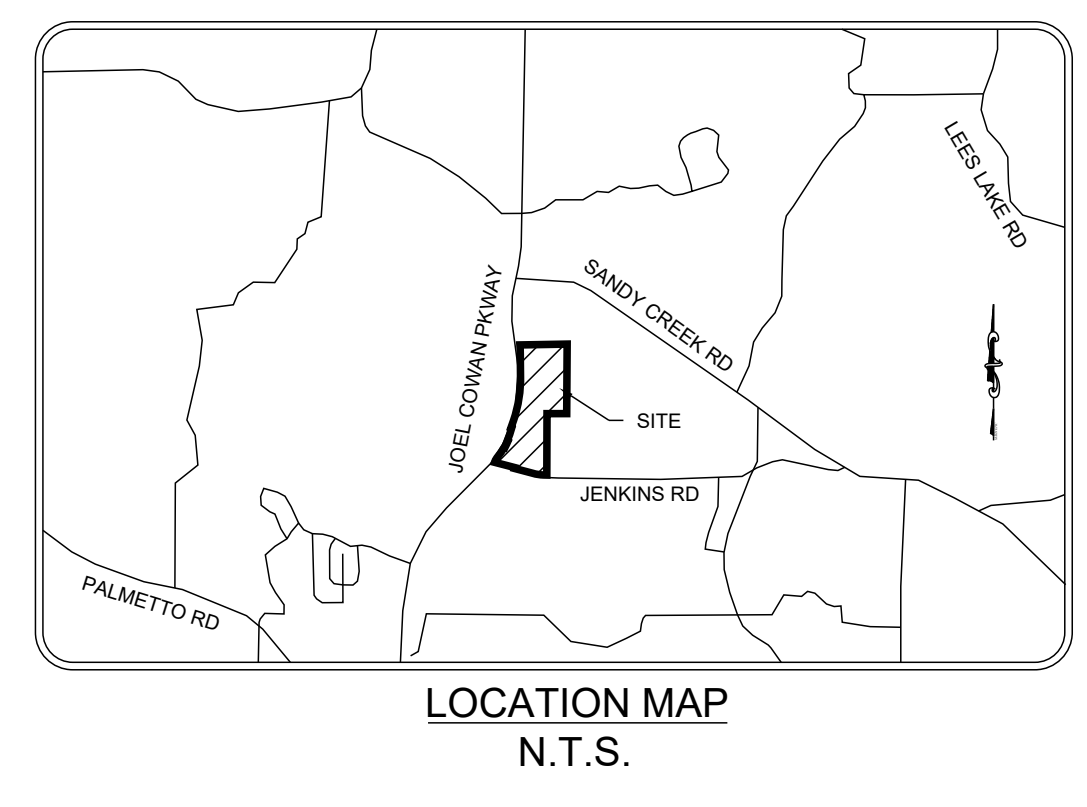 LEES LAKE RD
SANDY CREEK RD
JOEL COWAN PKWAY
SITE
JENKINS RD
PALMETTO RD
LOCATION MAP
N.T.S.